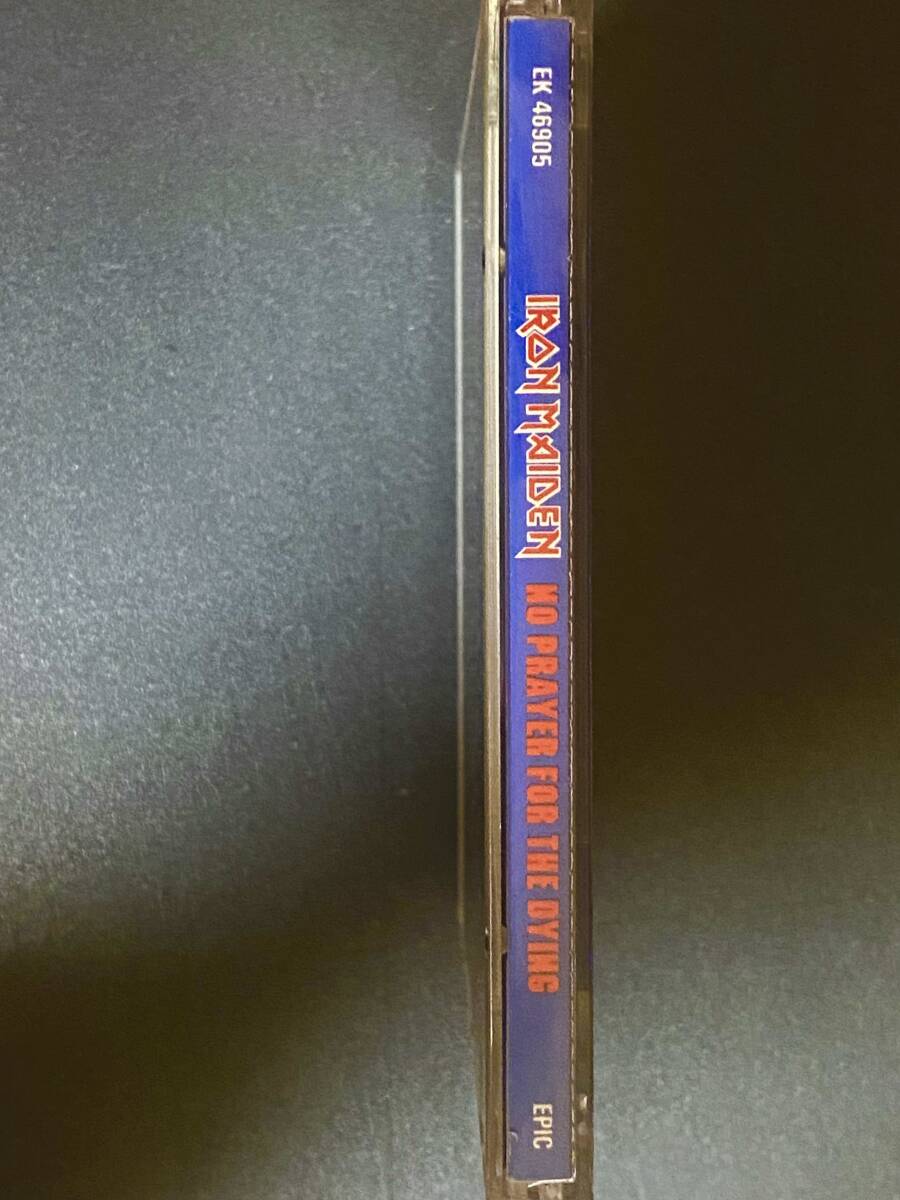 EK 46905
IRON MAIDEN
NO PRAYER FOR THE DYING
EPIC